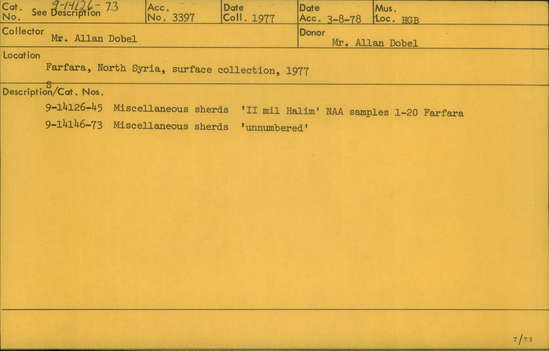 Cat. No. See Description 9-14126-73
Acc. No. 3397
Date Coll. 1977
Date Acc. 3-8-78
Mus. Loc. HGB
Collector Mr. Allan Dobel
Donor Mr. Allan Dobel
Location
Farfara, North Syria, surface collection, 1977
S
Description/Cat. Nos.
9-14126-45 Miscellaneous sherds 'II mil Halim' NAA samples 1-20 Farfara
9-14146-73 Miscellaneous sherds 'unnumbered'